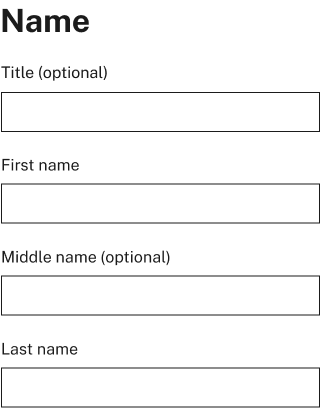 Name
Title (optional)
First name
Middle name (optional)
Last name